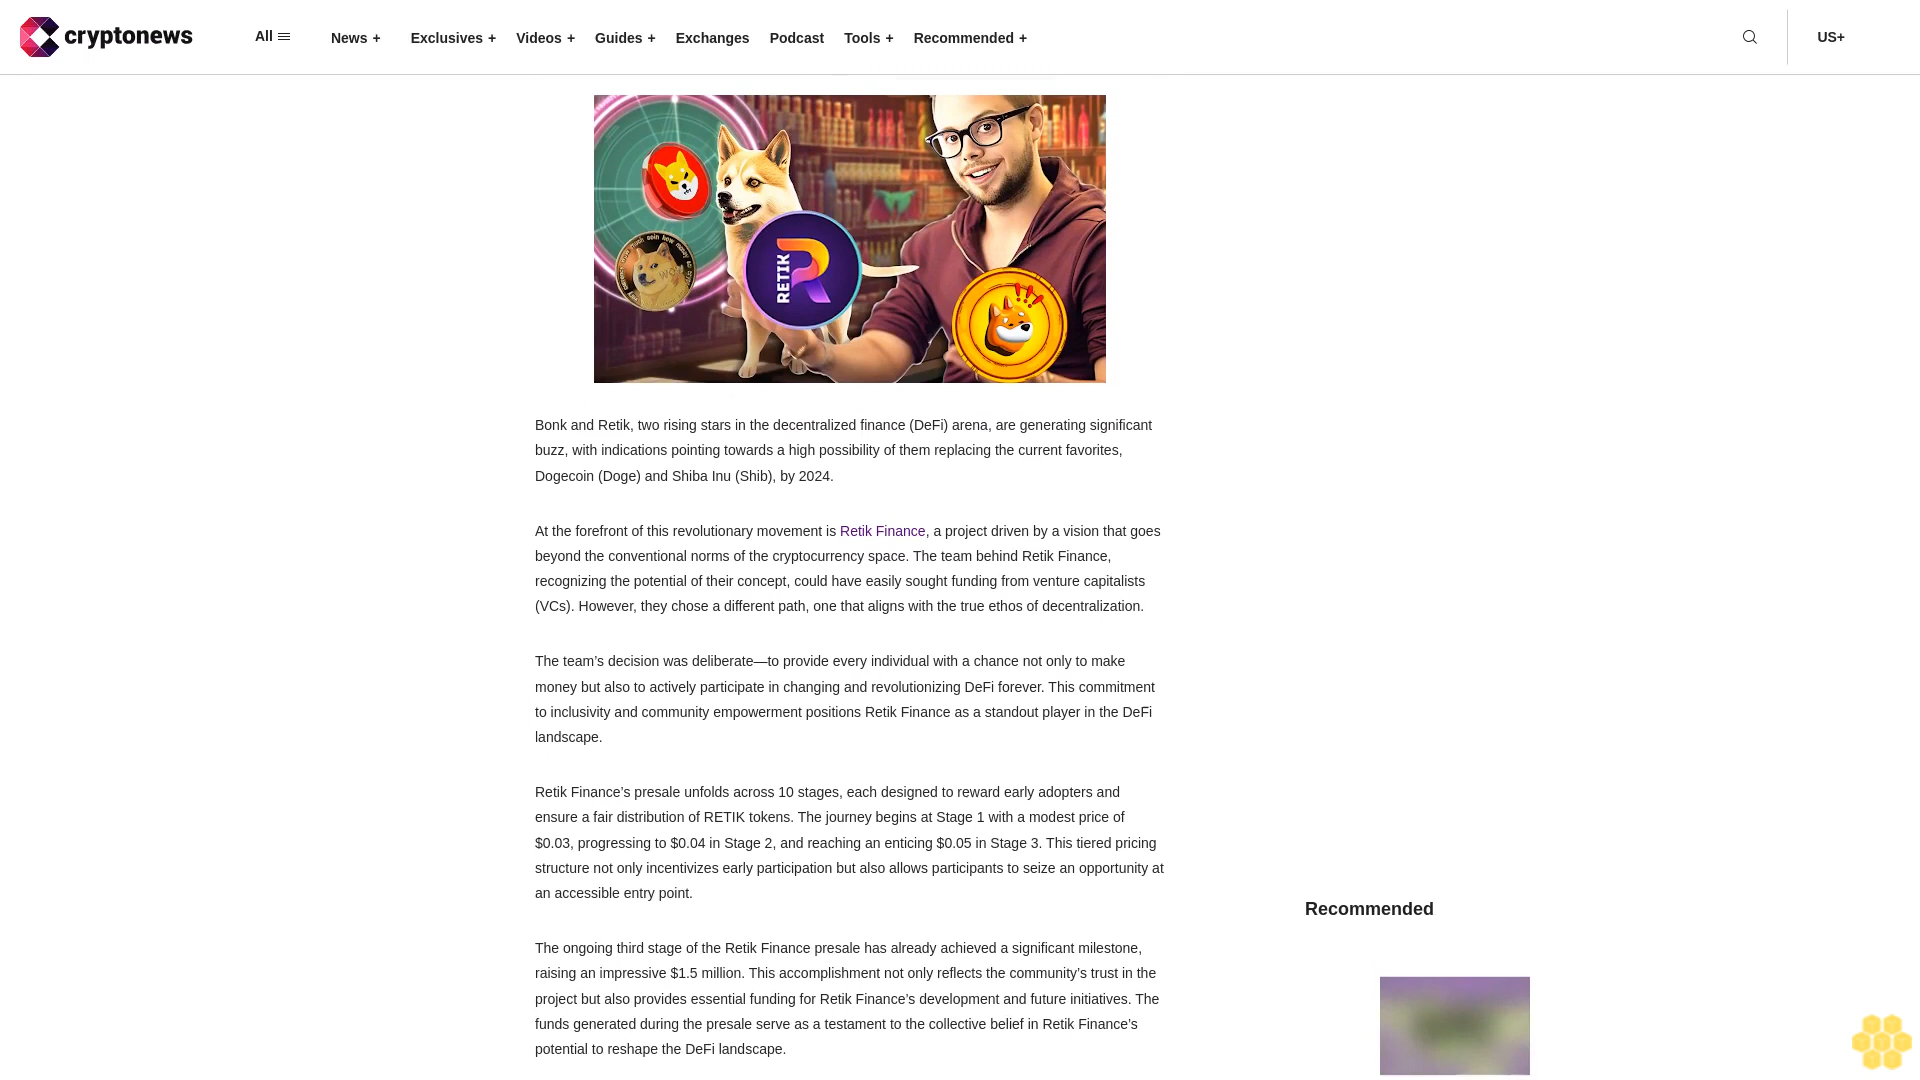 cryptonews
All
News +
Exclusives +
Videos +
Guides +
Exchanges
Podcast
Tools +
Recommended +
US+
RETIK
Bonk and Retik, two rising stars in the decentralized finance (DeFi) arena, are generating significant
buzz, with indications pointing towards a high possibility of them replacing the current favorites,
Dogecoin (Doge) and Shiba Inu (Shib), by 2024.
At the forefront of this revolutionary movement is Retik Finance, a project driven by a vision that goes
beyond the conventional norms of the cryptocurrency space. The team behind Retik Finance,
recognizing the potential of their concept, could have easily sought funding from venture capitalists
(VCs). However, they chose a different path, one that aligns with the true ethos of decentralization.
The team’s decision was deliberate—to provide every individual with a chance not only to make
money but also to actively participate in changing and revolutionizing DeFi forever. This commitment
to inclusivity and community empowerment positions Retik Finance as a standout player in the DeFi
landscape.
Retik Finance’s presale unfolds across 10 stages, each designed to reward early adopters and
ensure a fair distribution of RETIK tokens. The journey begins at Stage 1 with a modest price of
$0.03, progressing to $0.04 in Stage 2, and reaching an enticing $0.05 in Stage 3. This tiered pricing
structure not only incentivizes early participation but also allows participants to seize an opportunity at
an accessible entry point.
The ongoing third stage of the Retik Finance presale has already achieved a significant milestone,
raising an impressive $1.5 million. This accomplishment not only reflects the community’s trust in the
project but also provides essential funding for Retik Finance’s development and future initiatives. The
funds generated during the presale serve as a testament to the collective belief in Retik Finance’s
potential to reshape the DeFi landscape.
Recommended